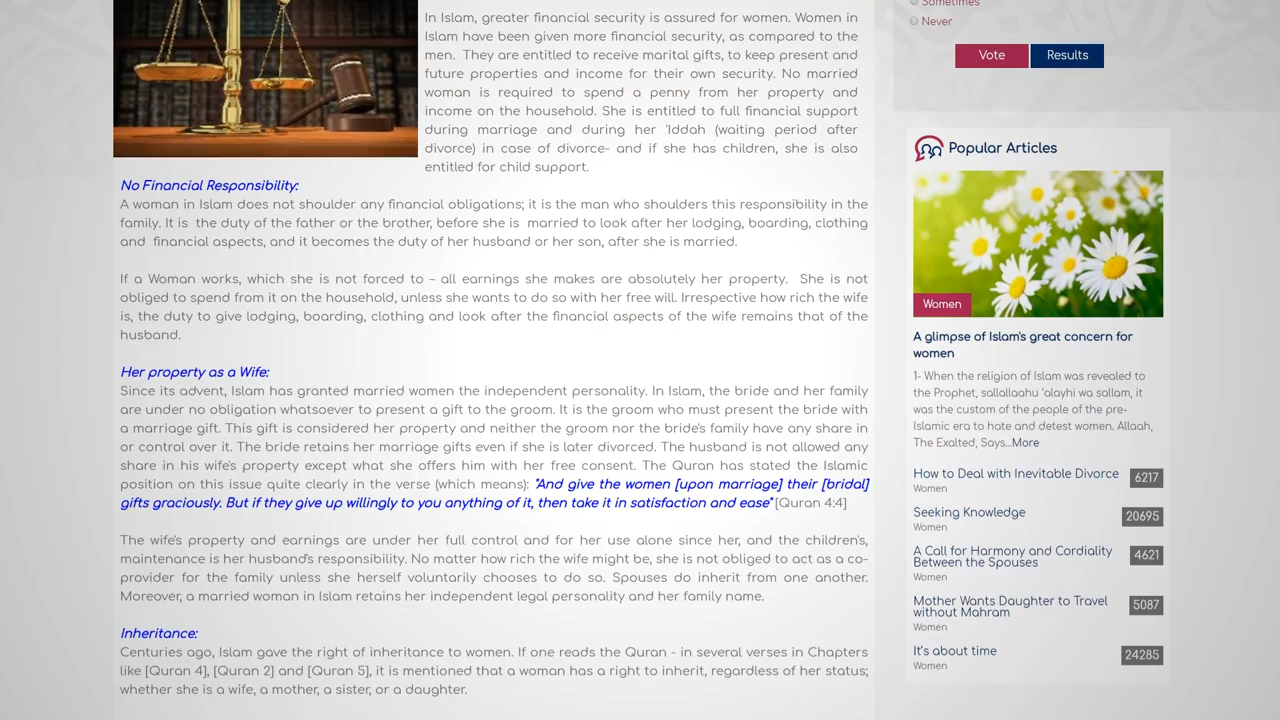 In Islam, greater financial security is assured for women. Women in
Islam have been given more financial security, as compared to the
men. They are entitled to receive marital gifts, to keep present and
future properties and income for their own security. No married
woman is required to spend a penny from her property and
income on the household. She is entitled to full financial support
during marriage and during her 'Iddah (waiting period after
divorce) in case of divorce- and if she has children, she is also
entitled for child support.
No Financial Responsibility:
A woman in Islam does not shoulder any financial obligations; it is the man who shoulders this responsibility in the
family. It is the duty of the father or the brother, before she is married to look after her lodging, boarding, clothing
and financial aspects, and it becomes the duty of her husband or her son, after she is married.
If a Woman works, which she is not forced to – all earnings she makes are absolutely her property. She is not
obliged to spend from it on the household, unless she wants to do so with her free will. Irrespective how rich the wife
is, the duty to give lodging, boarding, clothing and look after the financial aspects of the wife remains that of the
husband.
Her property as a Wife:
Since its advent, Islam has granted married women the independent personality. In Islam, the bride and her family
are under no obligation whatsoever to present a gift to the groom. It is the groom who must present the bride with
a marriage gift. This gift is considered her property and neither the groom nor the bride's family have any share in
or control over it. The bride retains her marriage gifts even if she is later divorced. The husband is not allowed any
share in his wife's property except what she offers him with her free consent. The Quran has stated the Islamic
position on this issue quite clearly in the verse (which means): "And give the women [upon marriage] their [bridal]
gifts graciously. But if they give up willingly to you anything of it, then take it in satisfaction and ease" [Quran 4:4]
The wife's property and earnings are under her full control and for her use alone since her, and the children's,
maintenance is her husband's responsibility. No matter how rich the wife might be, she is not obliged to act as a co-
provider for the family unless she herself voluntarily chooses to do so. Spouses do inherit from one another.
Moreover, a married woman in Islam retains her independent legal personality and her family name.
Inheritance:
Centuries ago, Islam gave the right of inheritance to women. If one reads the Quran - in several verses in Chapters
like [Quran 4], [Quran 2] and [Quran 5], it is mentioned that a woman has a right to inherit, regardless of her status;
whether she is a wife, a mother, a sister, or a daughter.
Sometimes
Never
Vote Results
Popular Articles
Women
A glimpse of Islam's great concern for
women
1- When the religion of Islam was revealed to
the Prophet, sallallaahu 'alayhi wa sallam, it
was the custom of the people of the pre-
Islamic era to hate and detest women. Allaah,
The Exalted, Says...More
How to Deal with Inevitable Divorce 6217
Women
Seeking Knowledge 20695
Women
A Call for Harmony and Cordiality 4621
Between the Spouses
Women
Mother Wants Daughter to Travel 5087
without Mahram
Women
It's about time 24285
Women